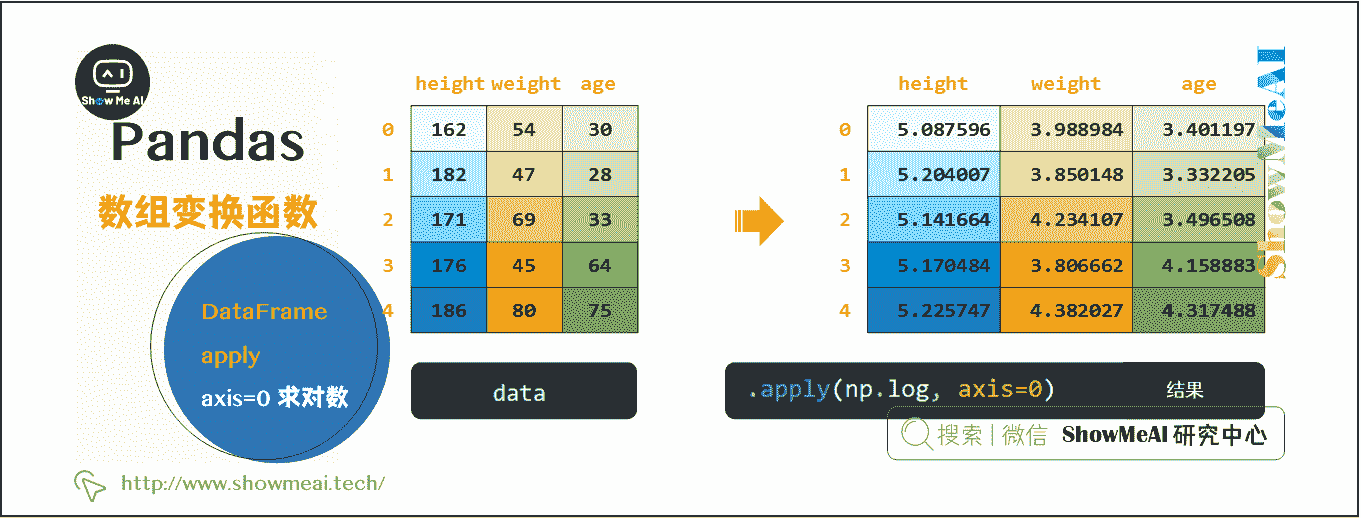 Show Me AI
Pandas
数组变换函数
DataFrame
apply
axis=0 求对数
http://www.showmeai.tech/
height weight age
0 162 54 30
1 182 47 28
2 171 69 33
3 176 45 64
4 186 80 75
data
height weight age
0 5.087596 3.988984 3.401197
1 5.204007 3.850148 3.332205
2 5.141664 4.234107 3.496508
3 5.170484 3.806662 4.158883
4 5.225747 4.382027 4.317488
.apply(np.log, axis=0) 结果
搜索 | 微信 ShowMeAI 研究中心
ShowMeAI